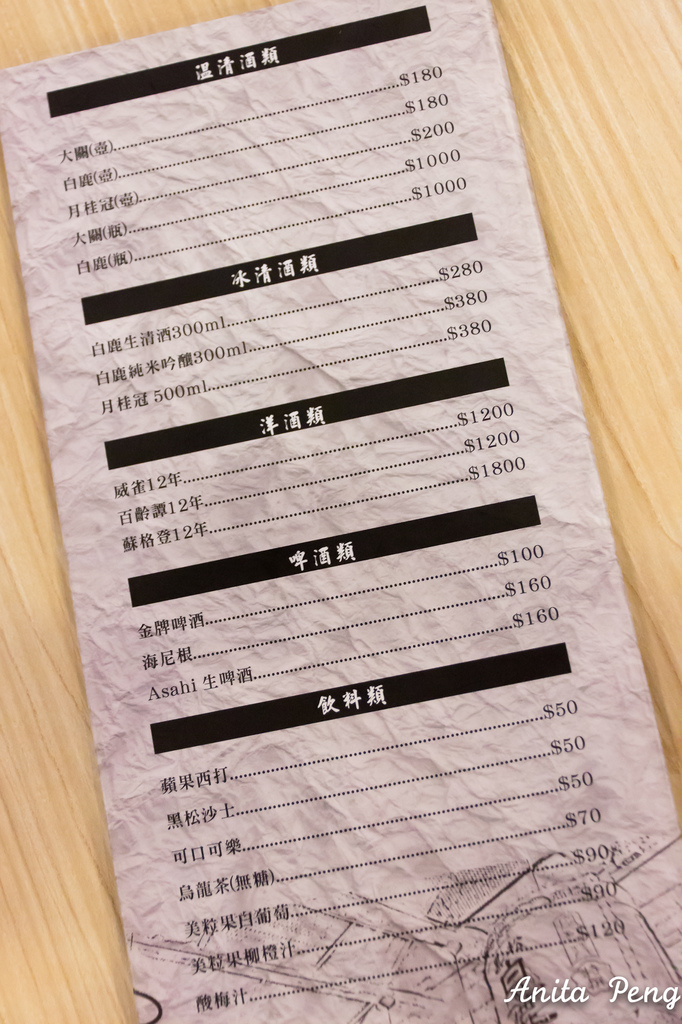 温清酒類
大關(壺)........$180
白鹿(壺)........$180
月桂冠(壺)........$200
大關(瓶)........$1000
白鹿(瓶)........$1000
冰清酒類
白鹿生清酒300ml........$280
白鹿純米吟釀300ml........$380
月桂冠 500ml........$380
洋酒類
威雀12年........$1200
百齡譚12年........$1200
蘇格登12年........$1800
啤酒類
金牌啤酒........$100
海尼根........$160
Asahi 生啤酒........$160
飲料類
蘋果西打........$50
黑松沙士........$50
可口可樂........$50
烏龍茶(無糖)........$70
美粒果白葡萄........$90
美粒果柳橙汁........$90
酸梅汁........$120
Anita Peng